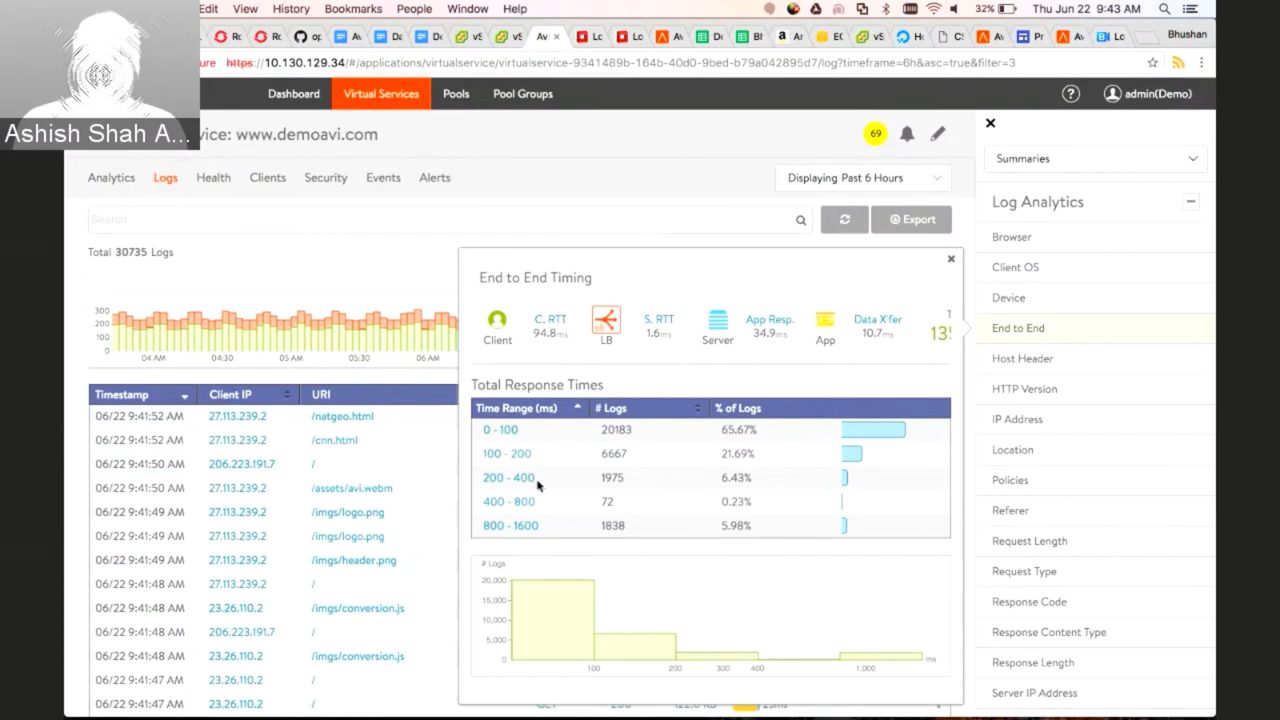 Edit View History Bookmarks People Window Help 32% Thu Jun 22 9:43 AM
Bhushan
https://10.130.129.34/#/applications/virtualservice/virtualservice-9341489b-164b-40d0-9bed-b79a042895d7/log?timeframe=6h&asc=true&filter=3
Ashish Shah A...
Dashboard Virtual Services Pools Pool Groups admin(Demo)
vice: www.demoavi.com 69
Analytics Logs Health Clients Security Events Alerts Displaying Past 6 Hours
Search Export
Total 30735 Logs
300
200
100
0
04 AM 04:30 05 AM 05:30 06 AM
Timestamp Client IP URI
06/22 9:41:52 AM 27.113.239.2 /natgeo.html
06/22 9:41:52 AM 27.113.239.2 /cnn.html
06/22 9:41:50 AM 206.223.191.7 /
06/22 9:41:50 AM 27.113.239.2 /assets/avi.webm
06/22 9:41:49 AM 27.113.239.2 /imgs/logo.png
06/22 9:41:49 AM 27.113.239.2 /imgs/logo.png
06/22 9:41:49 AM 27.113.239.2 /imgs/header.png
06/22 9:41:48 AM 27.113.239.2 /
06/22 9:41:48 AM 23.26.110.2 /imgs/conversion.js
06/22 9:41:48 AM 206.223.191.7 /
06/22 9:41:48 AM 23.26.110.2 /imgs/conversion.js
06/22 9:41:47 AM 23.26.110.2 /
06/22 9:41:47 AM 23.26.110.2 /
End to End Timing
Client C. RTT 94.8ms LB S. RTT 1.6ms Server App Resp. 34.9ms App Data X'fer 10.7ms
Total Response Times
Time Range (ms) # Logs % of Logs
0 - 100 20183 65.67%
100 - 200 6667 21.69%
200 - 400 1975 6.43%
400 - 800 72 0.23%
800 - 1600 1838 5.98%
# Logs
20,000
15,000
10,000
5,000
0
100 200 300 400 1,000 ms
Summaries
Log Analytics
Browser
Client OS
Device
End to End
Host Header
HTTP Version
IP Address
Location
Policies
Referer
Request Length
Request Type
Response Code
Response Content Type
Response Length
Server IP Address